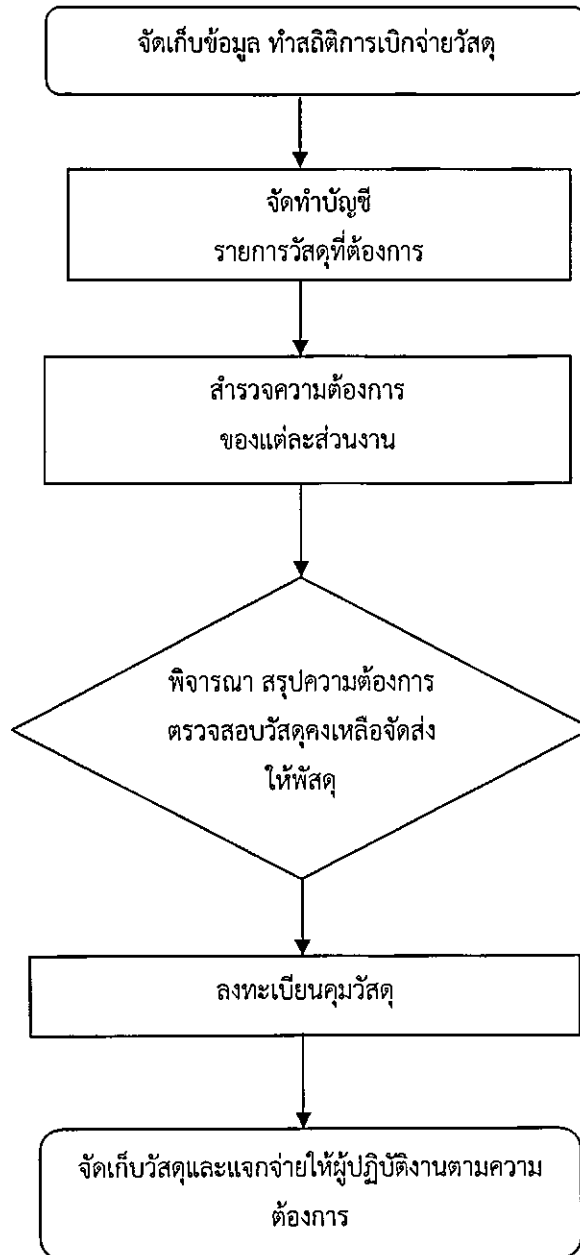 จัดเก็บข้อมูล ทำสถิติการเบิกจ่ายวัสดุ
จัดทำบัญชี
รายการวัสดุที่ต้องการ
สำรวจความต้องการ
ของแต่ละส่วนงาน
พิจารณา สรุปความต้องการ
ตรวจสอบวัสดุคงเหลือจัดส่ง
ให้พัสดุ
ลงทะเบียนคุมวัสดุ
จัดเก็บวัสดุและแจกจ่ายให้ผู้ปฏิบัติงานตามความ
ต้องการ